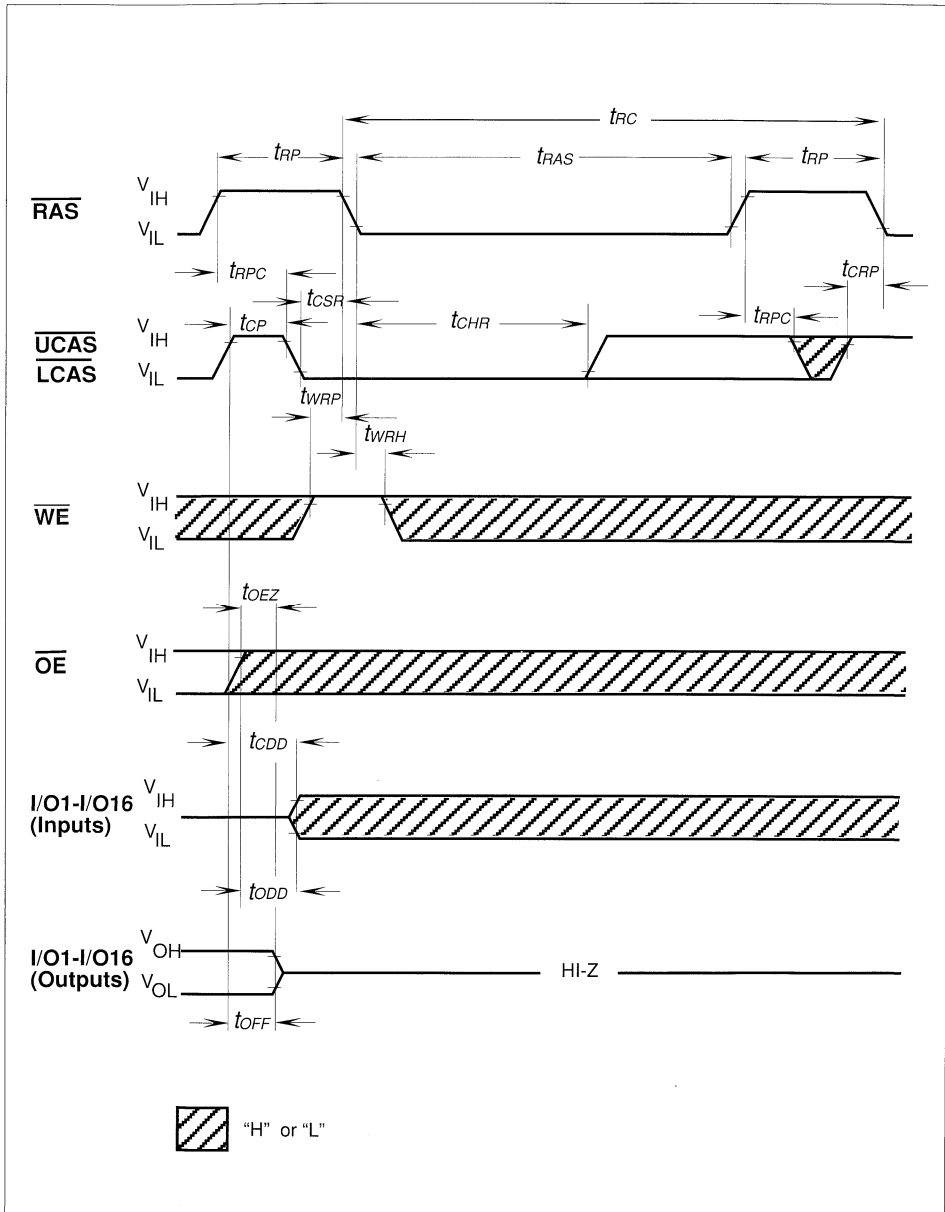 tRC
tRP tRAS tRP
RAS VIH
VIL
tRPC tCSR tCRP
tCP tCHR tRPC
UCAS VIH
LCAS VIL
tWRP
tWRH
WE VIH
VIL
tOEZ
OE VIH
VIL
tCDD
I/O1-I/O16 VIH
(Inputs) VIL
tODD
I/O1-I/O16 VOH
(Outputs) VOL
HI-Z
tOFF
"H" or "L"